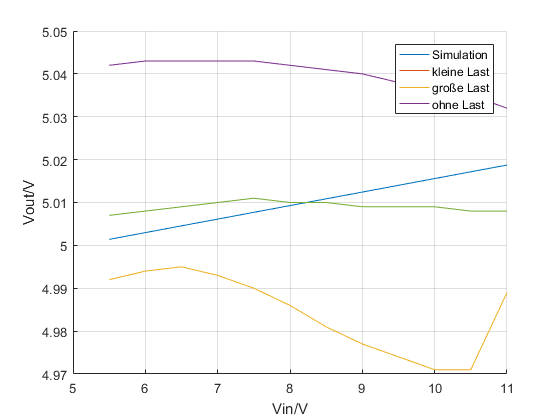 5.05
5.04
5.03
5.02
5.01
5
4.99
4.98
4.97
Vout/V
5 6 7 8 9 10 11
Vin/V
Simulation
kleine Last
große Last
ohne Last